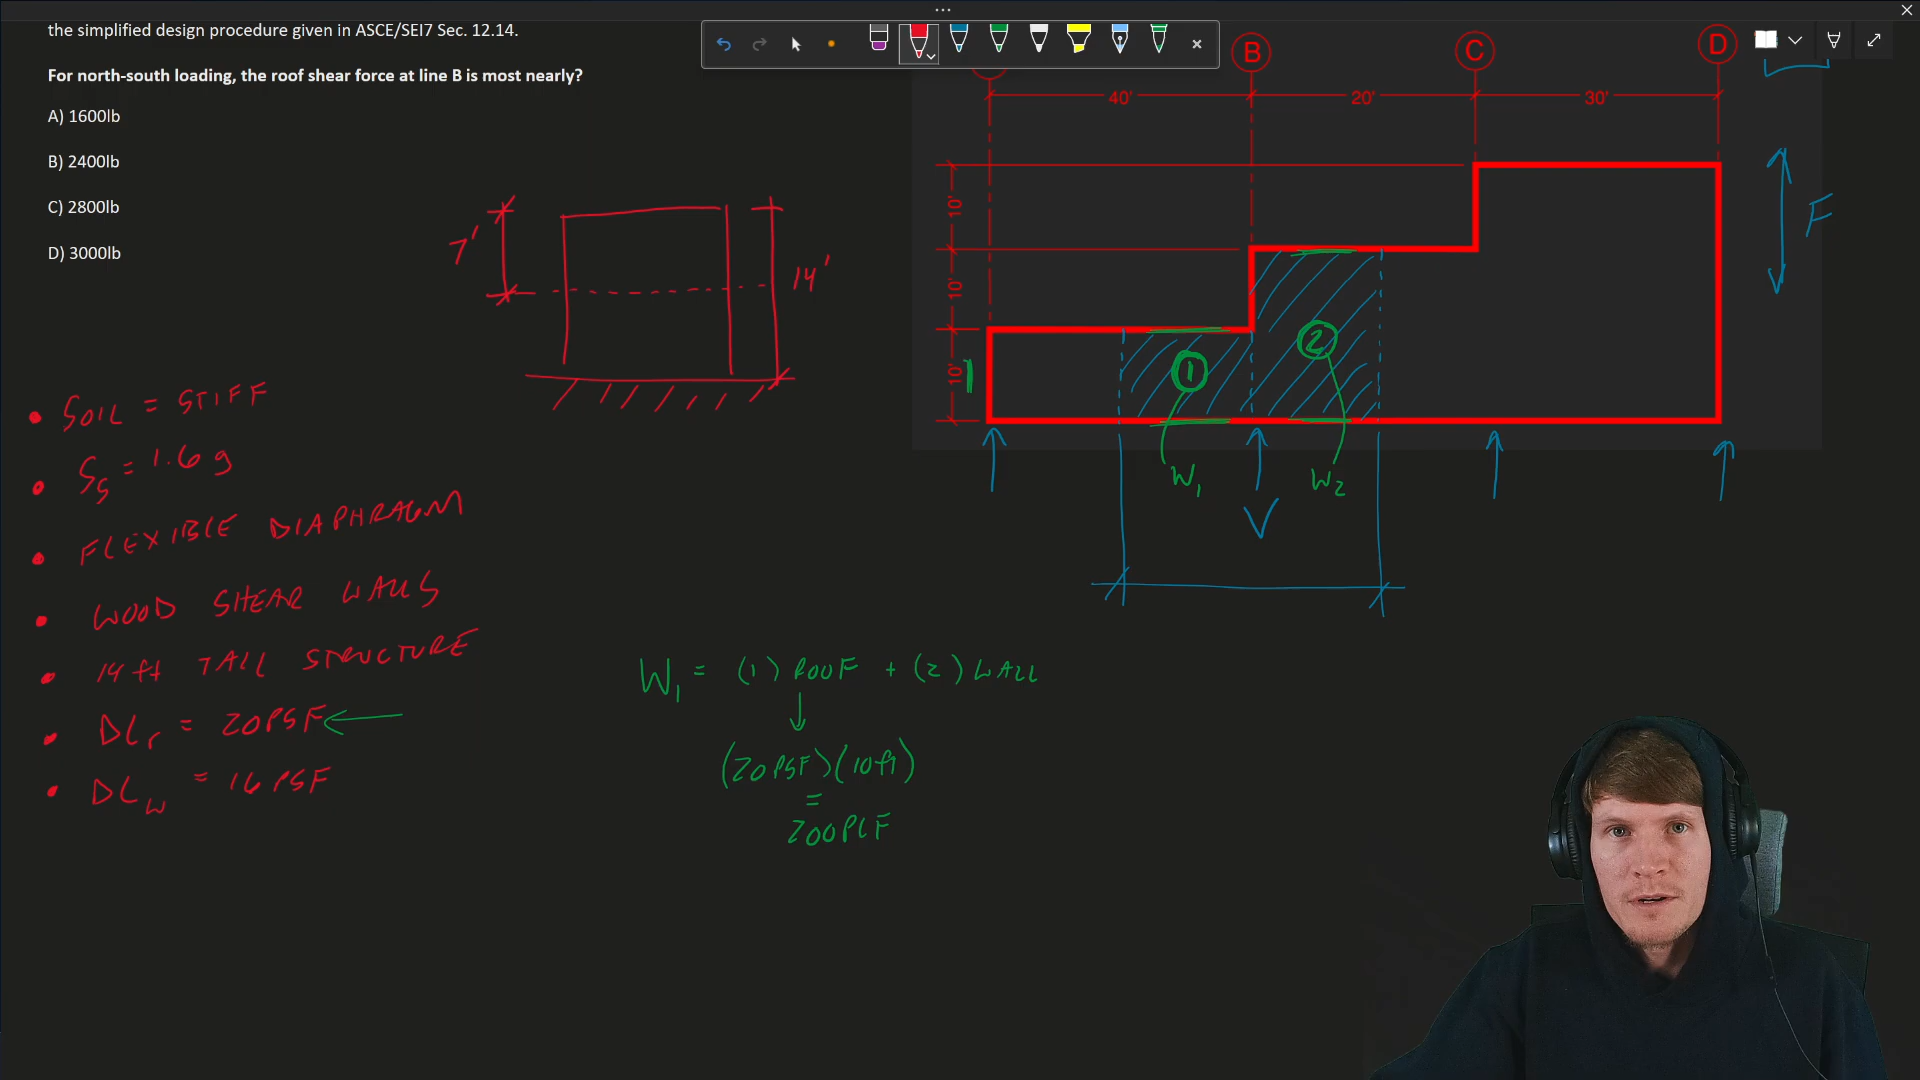 the simplified design procedure given in ASCE/SEI7 Sec. 12.14.
For north-south loading, the roof shear force at line B is most nearly?
A) 1600lb
B) 2400lb
C) 2800lb
D) 3000lb
7'
14'
B
C
D
40'
20'
30'
10'
10'
10'
F
1
2
W1
W2
V
• SOIL = STIFF
• Ss = 1.6g
• FLEXIBLE DIAPHRAGM
• WOOD SHEAR WALLS
• 14ft TALL STRUCTURE
• DLr = 20PSF
• DLw = 16PSF
W1 = (1) ROOF + (2) WALL
(20PSF)(10ft)
=
200PLF